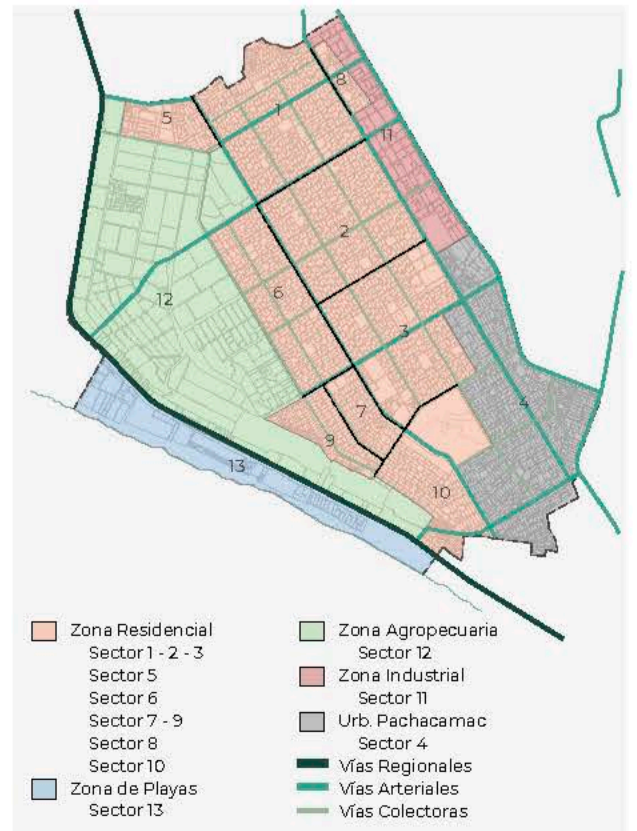 8
1
5
11
2
12
6
3
4
7
9
13
10
Zona Residencial
Sector 1 - 2 - 3
Sector 5
Sector 6
Sector 7 - 9
Sector 8
Sector 10
Zona de Playas
Sector 13
Zona Agropecuaria
Sector 12
Zona Industrial
Sector 11
Urb. Pachacamac
Sector 4
Vías Regionales
Vías Arteriales
Vías Colectoras